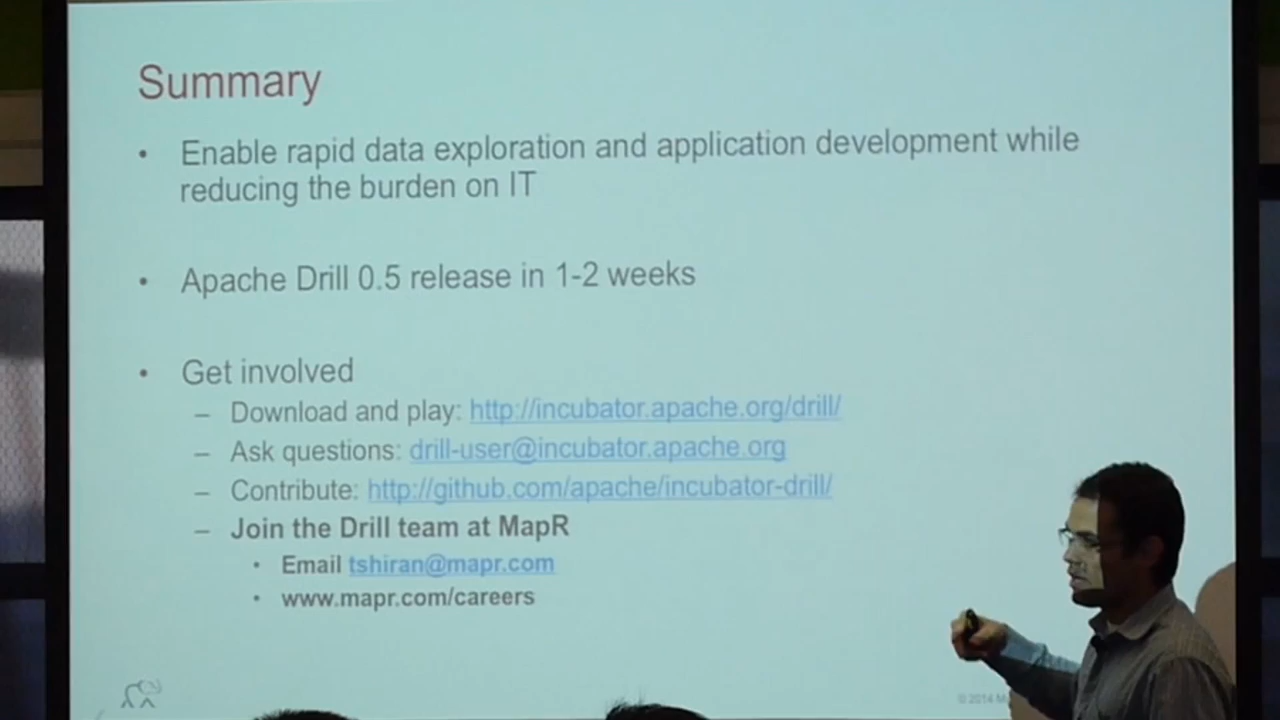 Summary
• Enable rapid data exploration and application development while
reducing the burden on IT
• Apache Drill 0.5 release in 1-2 weeks
• Get involved
– Download and play: http://incubator.apache.org/drill/
– Ask questions: drill-user@incubator.apache.org
– Contribute: http://github.com/apache/incubator-drill/
– Join the Drill team at MapR
• Email tshiran@mapr.com
• www.mapr.com/careers
© 2014